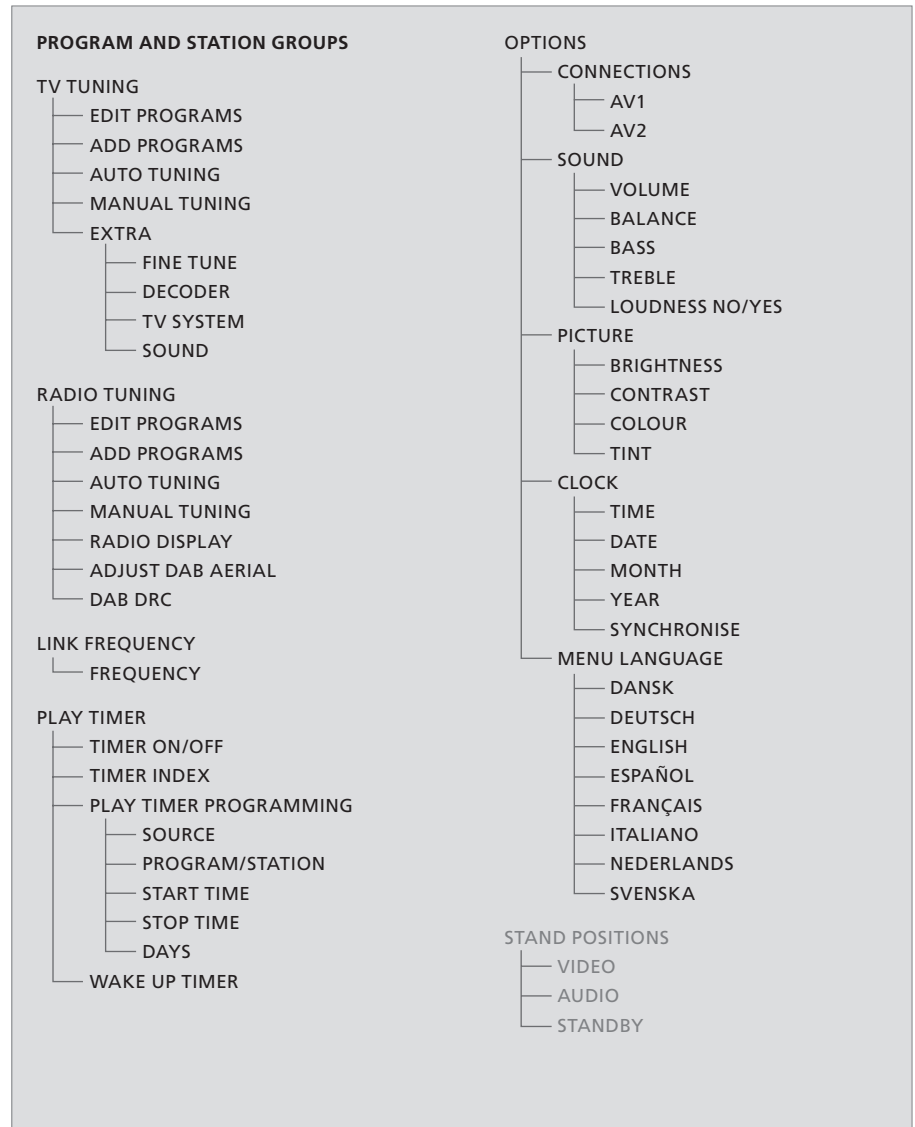 PROGRAM AND STATION GROUPS
TV TUNING
EDIT PROGRAMS
ADD PROGRAMS
AUTO TUNING
MANUAL TUNING
EXTRA
FINE TUNE
DECODER
TV SYSTEM
SOUND
RADIO TUNING
EDIT PROGRAMS
ADD PROGRAMS
AUTO TUNING
MANUAL TUNING
RADIO DISPLAY
ADJUST DAB AERIAL
DAB DRC
LINK FREQUENCY
FREQUENCY
PLAY TIMER
TIMER ON/OFF
TIMER INDEX
PLAY TIMER PROGRAMMING
SOURCE
PROGRAM/STATION
START TIME
STOP TIME
DAYS
WAKE UP TIMER
OPTIONS
CONNECTIONS
AV1
AV2
SOUND
VOLUME
BALANCE
BASS
TREBLE
LOUDNESS NO/YES
PICTURE
BRIGHTNESS
CONTRAST
COLOUR
TINT
CLOCK
TIME
DATE
MONTH
YEAR
SYNCHRONISE
MENU LANGUAGE
DANSK
DEUTSCH
ENGLISH
ESPAÑOL
FRANÇAIS
ITALIANO
NEDERLANDS
SVENSKA
STAND POSITIONS
VIDEO
AUDIO
STANDBY